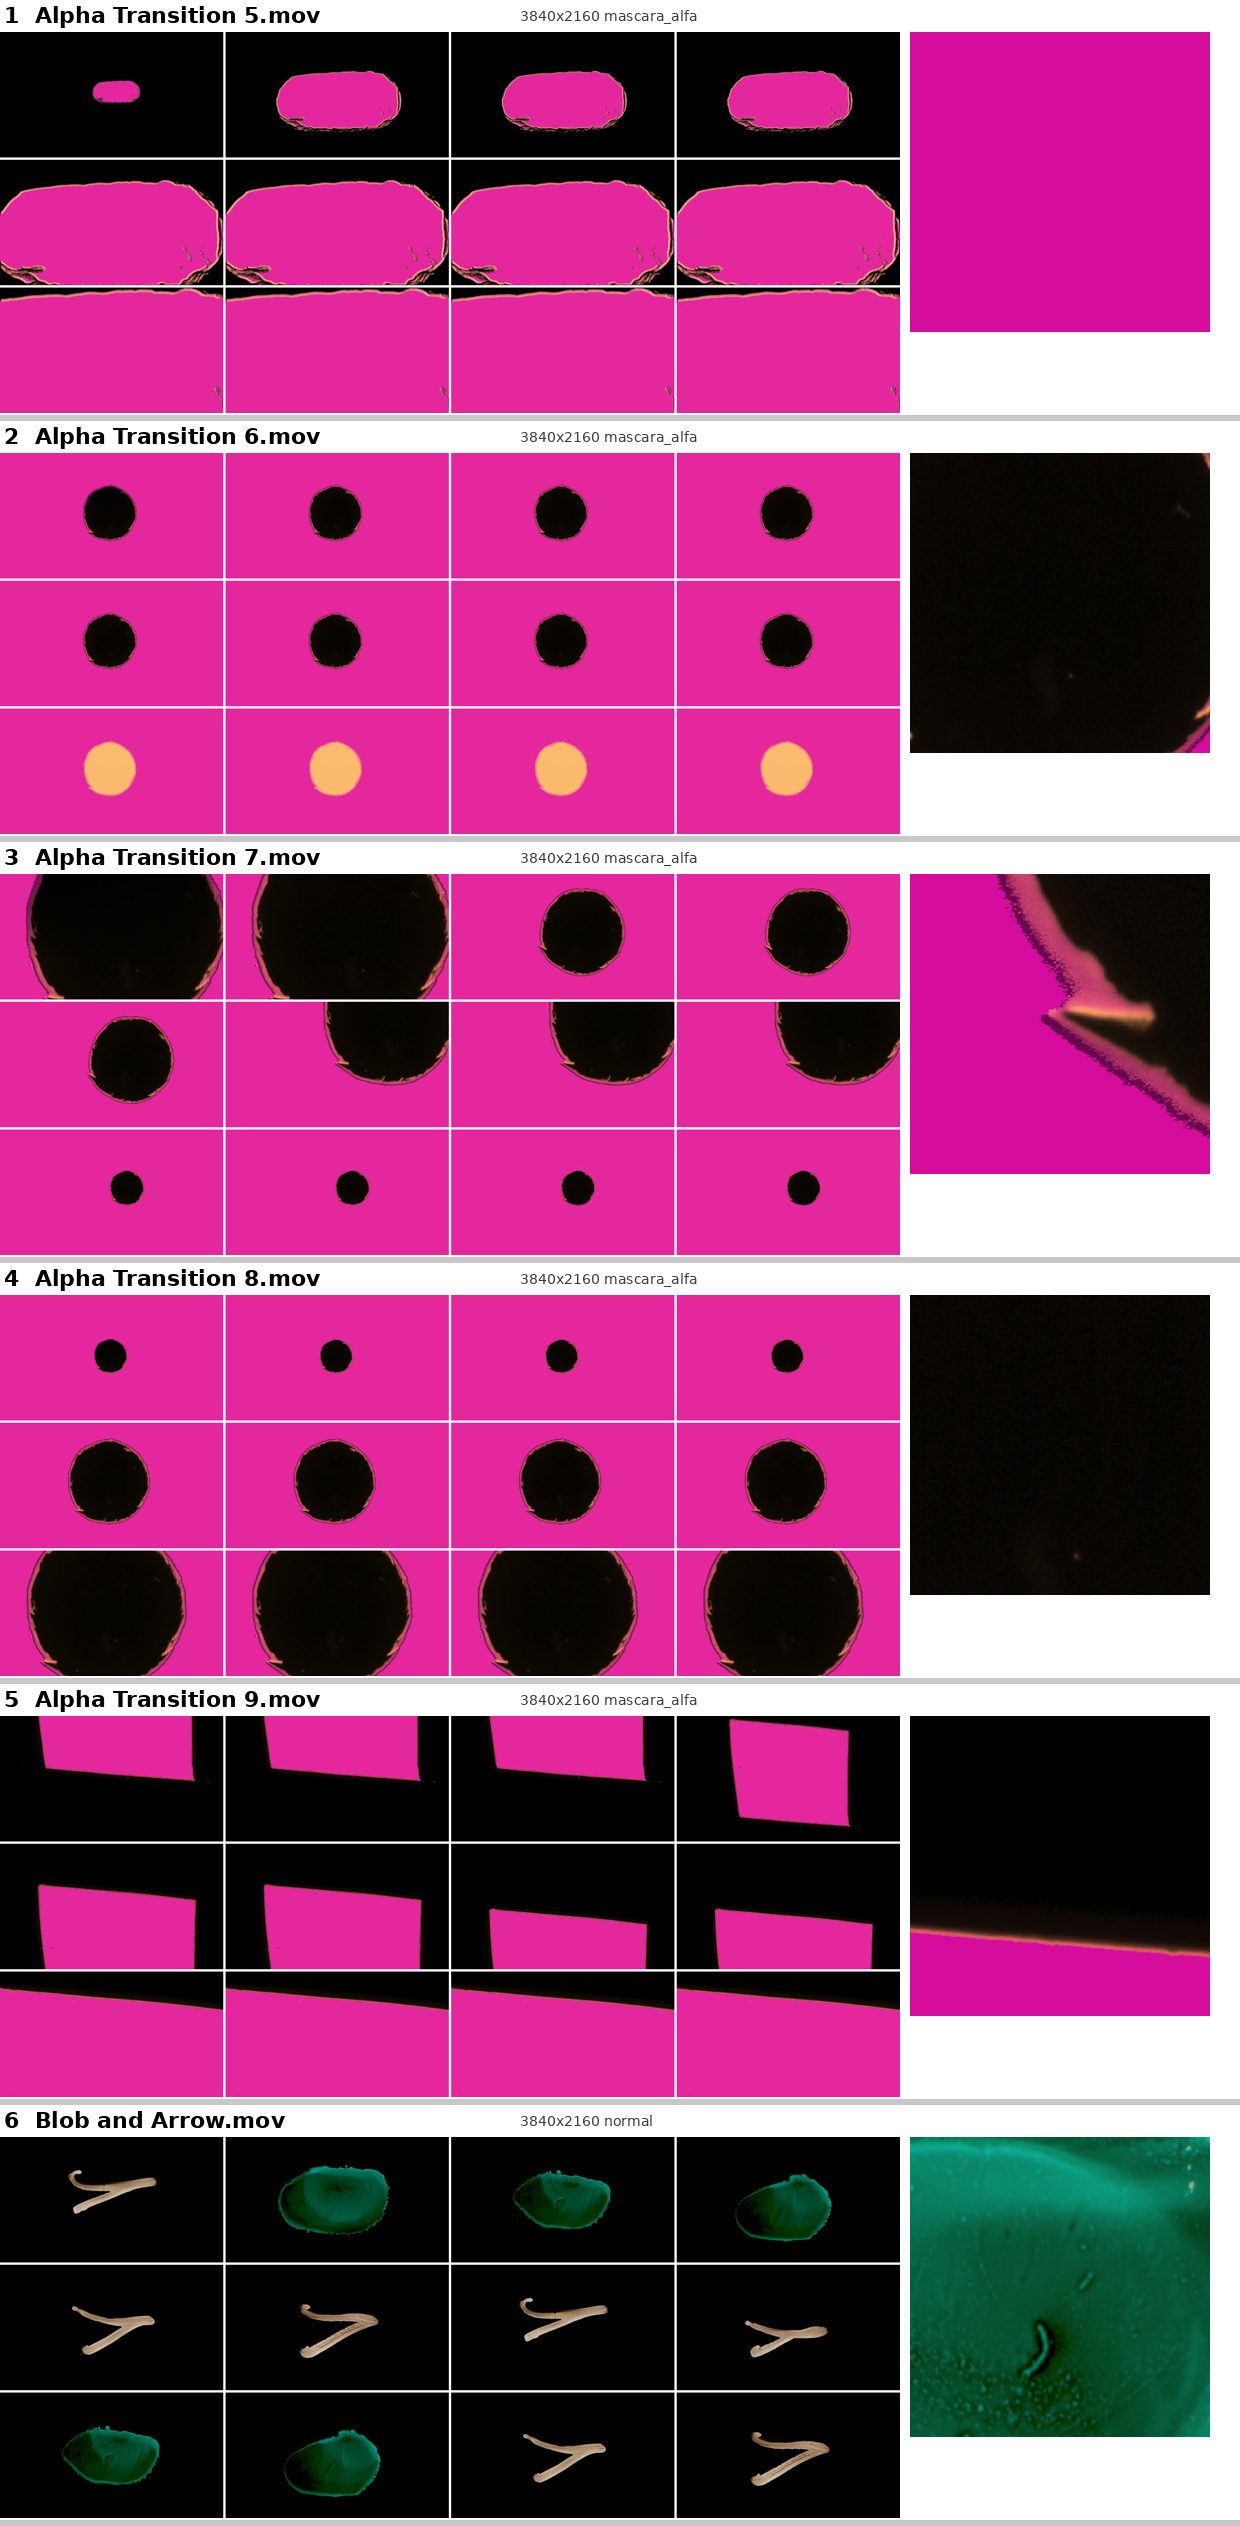 1 Alpha Transition 5.mov 3840x2160 mascara_alfa
2 Alpha Transition 6.mov 3840x2160 mascara_alfa
3 Alpha Transition 7.mov 3840x2160 mascara_alfa
4 Alpha Transition 8.mov 3840x2160 mascara_alfa
5 Alpha Transition 9.mov 3840x2160 mascara_alfa
6 Blob and Arrow.mov 3840x2160 normal